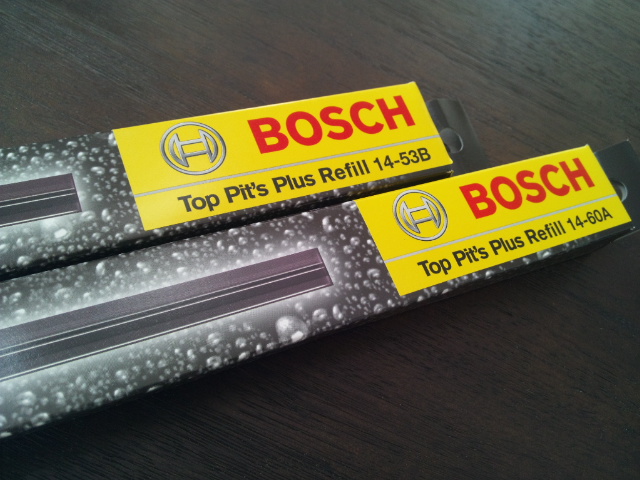 BOSCH
Top Pit's Plus Refill 14-53B
BOSCH
Top Pit's Plus Refill 14-60A